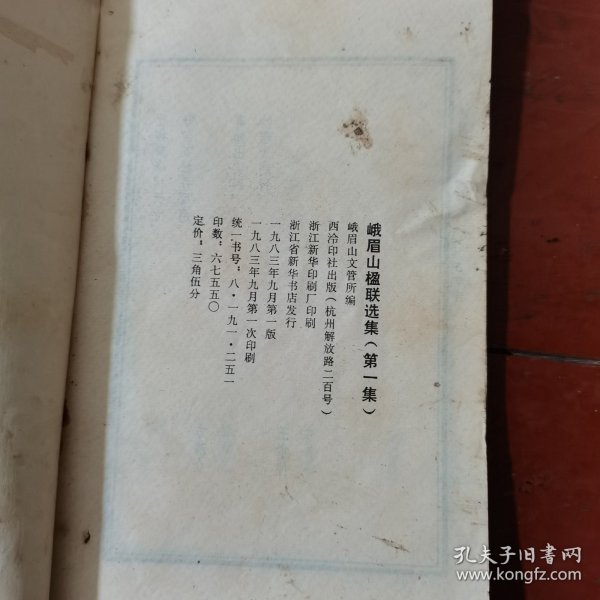 峨眉山楹联选集（第一集）
峨眉山文管所编
西泠印社出版（杭州解放路二百号）
浙江新华印刷厂印刷
浙江省新华书店发行
一九八三年九月第一版
一九八三年九月第一次印刷
统一书号：八·一九一·二五一
印数：六七五五〇
定价：三角伍分
孔夫子旧书网
www.kongfz.com